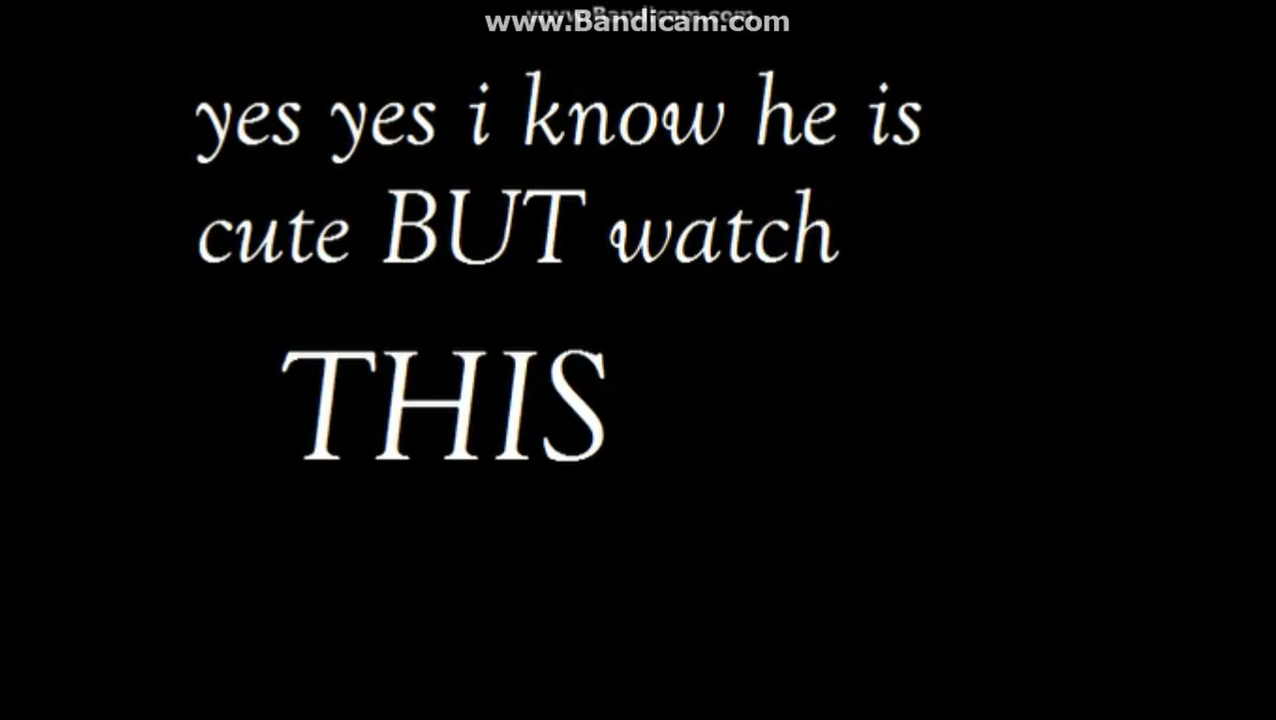 www.Bandicam.com
yes yes i know he is
cute BUT watch
THIS